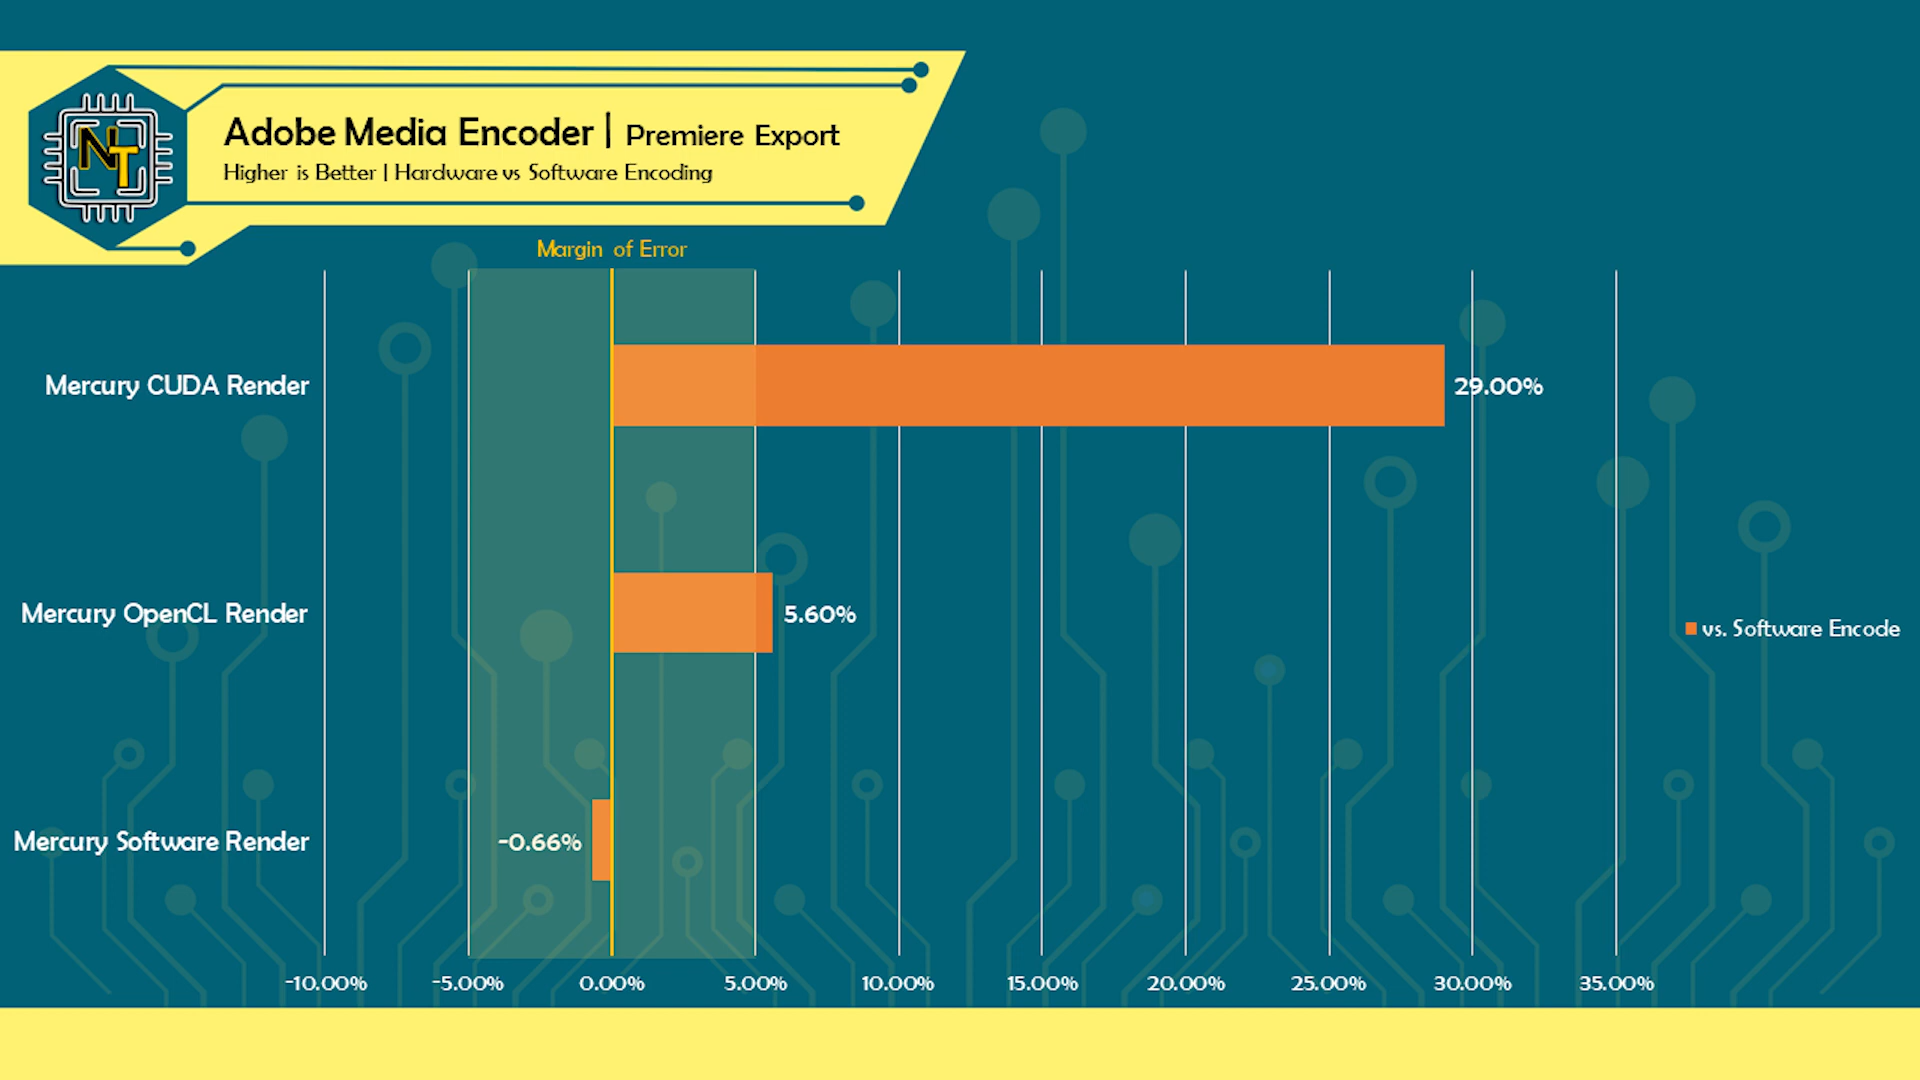 NT
Adobe Media Encoder | Premiere Export
Higher is Better | Hardware vs Software Encoding
Margin of Error
Mercury CUDA Render
29.00%
Mercury OpenCL Render
5.60%
vs. Software Encode
Mercury Software Render
-0.66%
-10.00% -5.00% 0.00% 5.00% 10.00% 15.00% 20.00% 25.00% 30.00% 35.00%